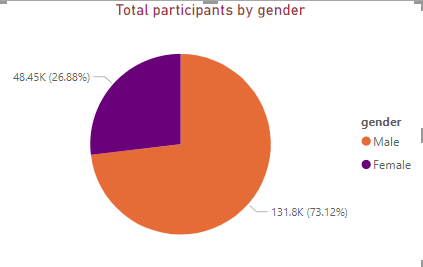 Total participants by gender
48.45K (26.88%)
gender
Male
Female
131.8K (73.12%)